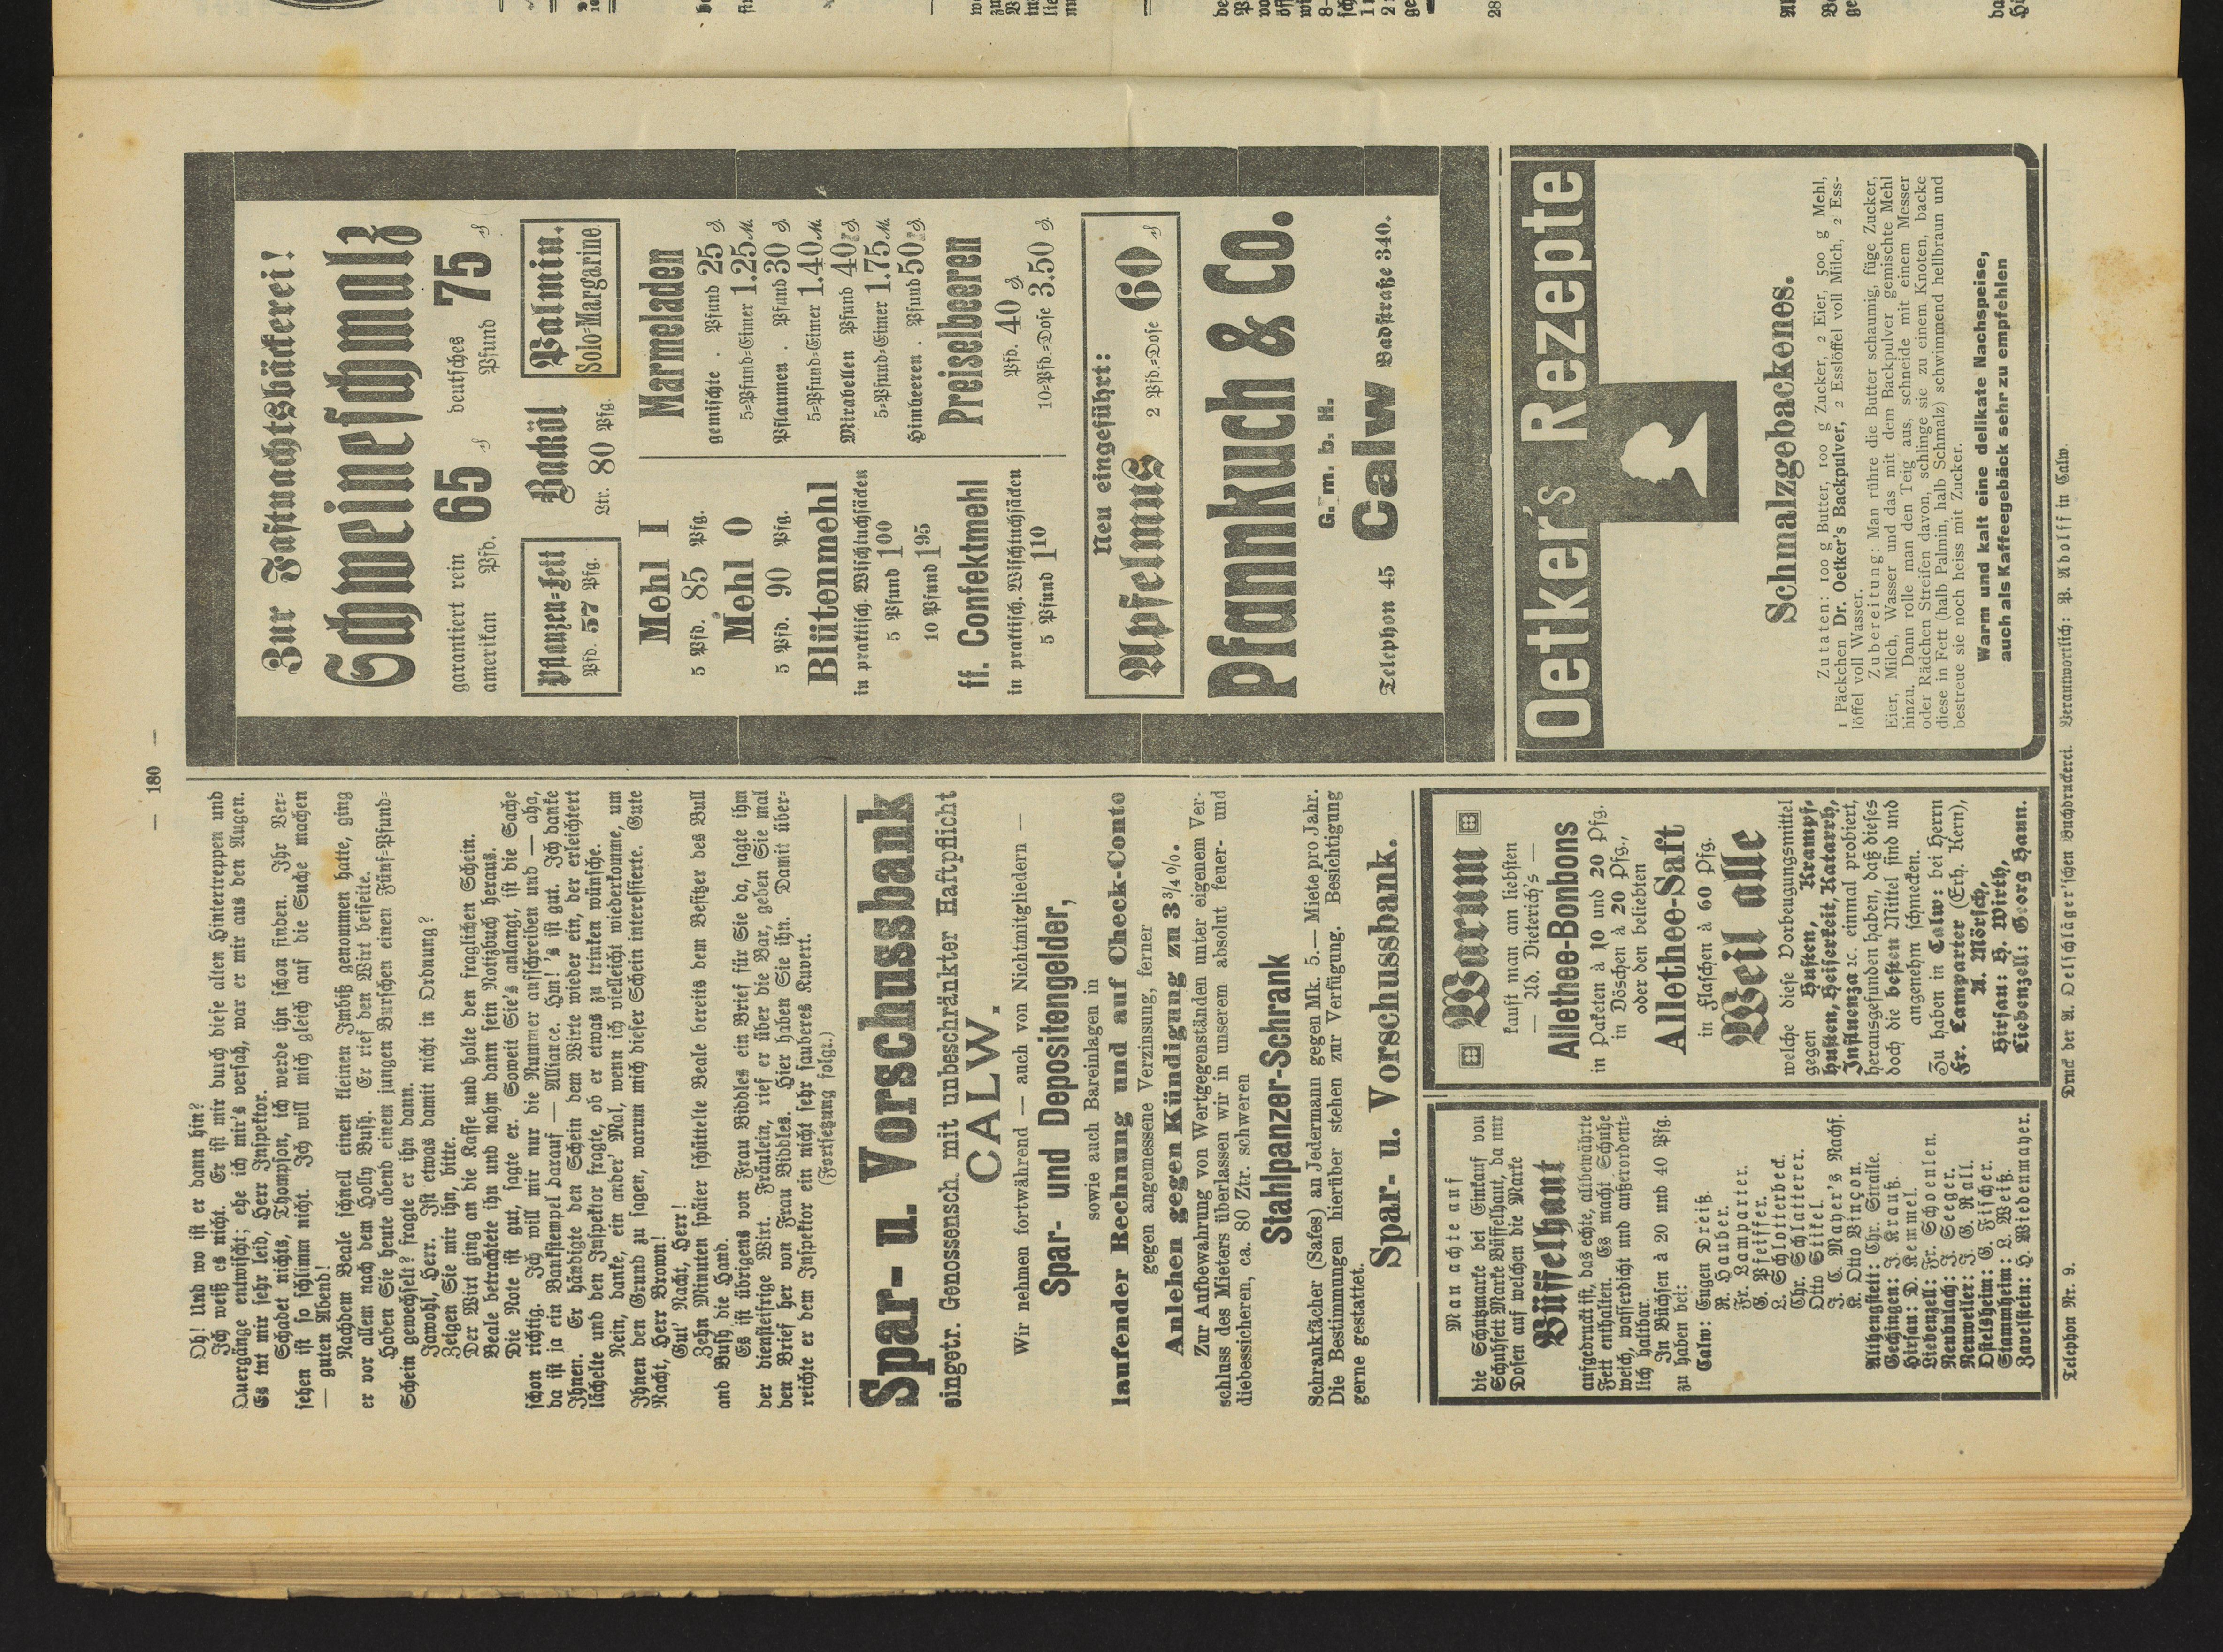 — 180 —
Oh! Und wo ist er dann hin?
Ich weiß es nicht. Er ist mir durch diese alten Hintertreppen und
Quergänge entwischt; ehe ich mir's versah, war er mir aus den Augen.
Es tut mir sehr leid, Herr Inspektor.
Schadet nichts, Thompson, ich werde ihn schon finden. Ihr Ver-
sehen ist so schlimm nicht. Ich will mich gleich auf die Suche machen
— guten Abend!
Nachdem Beale schnell einen kleinen Imbiß genommen hatte, ging
er vor allem nach dem Holly Bush. Er rief den Wirt beiseite.
Haben Sie heute abend einem jungen Burschen einen Fünf-Pfund-
Schein gewechselt? fragte er ihn dann.
Jawohl, Herr. Ist etwas damit nicht in Ordnung?
Zeigen Sie mir ihn, bitte.
Der Wirt ging an die Kasse und holte den fraglichen Schein.
Beale betrachtete ihn und nahm dann sein Notizbuch heraus.
Die Note ist gut, sagte er. Soweit Sie's anlangt, ist die Sache
schon richtig. Ich will mir nur die Nummer aufschreiben und — aha,
da ist ja ein Bankstempel darauf — Alliance. Hm! 's ist gut. Ich danke
Ihnen. Er händigte den Schein dem Wirte wieder ein, der erleichtert
lächelte und den Inspektor fragte, ob er etwas zu trinken wünsche.
Nein, danke, ein ander' Mal, wenn ich vielleicht wiederkomme, um
Ihnen den Grund zu sagen, warum mich dieser Schein interessierte. Gute
Nacht, Herr Brown!
Gut' Nacht, Herr!
Zehn Minuten später schüttelte Beale bereits dem Besitzer des Bull
and Bush die Hand.
Es ist übrigens von Frau Biddles ein Brief für Sie da, sagte ihm
der diensteifrige Wirt. Fräulein, rief er über die Bar, geben Sie mal
den Brief her von Frau Biddles. Hier haben Sie ihn. Damit über-
reichte er dem Inspektor ein nicht sehr sauberes Kuvert.
(Fortsetzung folgt.)
Spar- u. Vorschussbank
eingetr. Genossensch. mit unbeschränkter Haftpflicht
CALW.
Wir nehmen fortwährend — auch von Nichtmitgliedern —
Spar- und Depositengelder,
sowie auch Bareinlagen in
laufender Rechnung und auf Check-Conto
gegen angemessene Verzinsung, ferner
Anlehen gegen Kündigung zu 3 3/4 %.
Zur Aufbewahrung von Wertgegenständen unter eigenem Ver-
schluss des Mieters überlassen wir in unserem absolut feuer- und
diebessicheren, ca. 80 Ztr. schweren
Stahlpanzer-Schrank
Schrankfächer (Safes) an Jedermann gegen Mk. 5.— Miete pro Jahr.
Die Bestimmungen hierüber stehen zur Verfügung. Besichtigung
gerne gestattet.
Spar- u. Vorschussbank.
Man achte auf
die Schutzmarke bei Einkauf von
Schuhfett Marke Büffelhaut, da nur
Dosen auf welchen die Marke
Büffelhaut
aufgedruckt ist, das echte, altbewährte
Fett enthalten. Es macht Schuhe
weich, wasserdicht und außerordent-
lich haltbar.
In Büchsen à 20 und 40 Pfg.
zu haben bei:
Calw: Eugen Dreiß.
R. Hauber.
Fr. Lamparter.
G. Pfeiffer.
L. Schlotterbeck.
Chr. Schlatterer.
Otto Stikel.
J. C. Mayer's Nachf.
K. Otto Vinçon.
Althengstett: Chr. Straile.
Gechingen: J. Krauß.
Hirsau: D. Kemmel.
Liebenzell: Fr. Schoenlen.
Neubulach: J. Seeger.
Neuweiler: J. G. Rall.
Ostelsheim: G. Fischer.
Stammheim: L. Weiß.
Zavelstein: H. Wiedenmayer.
Warum
kauft man am liebsten
— Ad. Dieterich's —
Allethee-Bonbons
in Paketen à 10 und 20 Pfg.
in Döschen à 20 Pfg.,
oder den beliebten
Allethee-Saft
in Flaschen à 60 Pfg.
Weil alle
welche diese Vorbeugungsmittel
gegen Husten, Krampf-
husten, Heiserkeit, Katarrh,
Influenza ⁊c. einmal probiert,
herausgefunden haben, daß dieses
doch die besten Mittel sind und
angenehm schmecken.
Zu haben in Calw: bei Herrn
Fr. Lamparter (Erh. Kern),
A. Mörsch,
Hirsau: H. Wirth,
Liebenzell: Georg Haun.
Zur Fastnachtsbäckerei!
Schweineschmalz
garantiert rein
amerikan Pfd. 65 ₰
deutsches
Pfund 75 ₰
Pflanzen-Fett
Pfd. 57 Pfg.
Backöl
Ltr. 80 Pfg.
Palmin.
Solo-Margarine
Mehl I
5 Pfd. 85 Pfg.
Mehl 0
5 Pfd. 90 Pfg.
Blütenmehl
in praktisch. Wischtuchsäcken
5 Pfund 1 00
10 Pfund 1 95
ff. Confektmehl
in praktisch. Wischtuchsäcken
5 Pfund 1 10
Marmeladen
gemischte . Pfund 25 ₰
5-Pfund-Eimer 1.25 ℳ
Pflaumen . Pfund 30 ₰
5-Pfund-Eimer 1.40 ℳ
Mirabellen Pfund 40 ₰
5-Pfund-Eimer 1.75 ℳ
Himbeeren . Pfund 50 ₰
Preiselbeeren
Pfd. 40 ₰
10-Pfd.-Dose 3.50 ₰
Neu eingeführt:
Apfelmus 2 Pfd.-Dose 60 ₰
Pfannkuch & Co.
G. m. b. H.
Telephon 45 Calw Badstraße 340.
Oetker's Rezepte
Schmalzgebackenes.
Zutaten: 100 g Butter, 100 g Zucker, 2 Eier, 500 g Mehl,
1 Päckchen Dr. Oetker's Backpulver, 2 Esslöffel voll Milch, 2 Ess-
löffel voll Wasser.
Zubereitung: Man rühre die Butter schaumig, füge Zucker,
Eier, Milch, Wasser und das mit dem Backpulver gemischte Mehl
hinzu. Dann rolle man den Teig aus, schneide mit einem Messer
oder Rädchen Streifen davon, schlinge sie zu einem Knoten, backe
diese in Fett (halb Palmin, halb Schmalz) schwimmend hellbraun und
bestreue sie noch heiss mit Zucker.
Warm und kalt eine delikate Nachspeise,
auch als Kaffeegebäck sehr zu empfehlen
Telephon Nr. 9. Druck der A. Oelschläger'schen Buchdruckerei. Verantwortlich: P. Adolff in Calw.